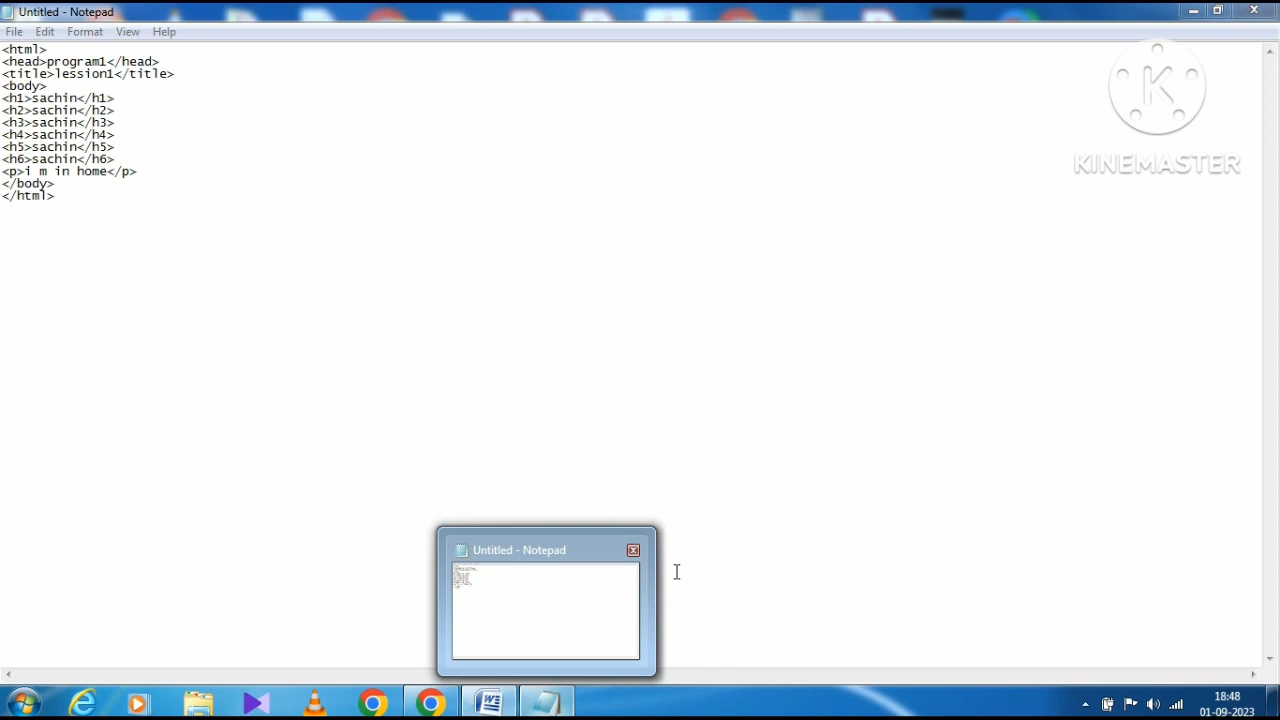 Untitled - Notepad
File Edit Format View Help
<html>
<head>program1</head>
<title>lession1</title>
<body>
<h1>sachin</h1>
<h2>sachin</h2>
<h3>sachin</h3>
<h4>sachin</h4>
<h5>sachin</h5>
<h6>sachin</h6>
<p>i m in home</p>
</body>
</html>
K
KINEMASTER
Untitled - Notepad
18:48
01-09-2023